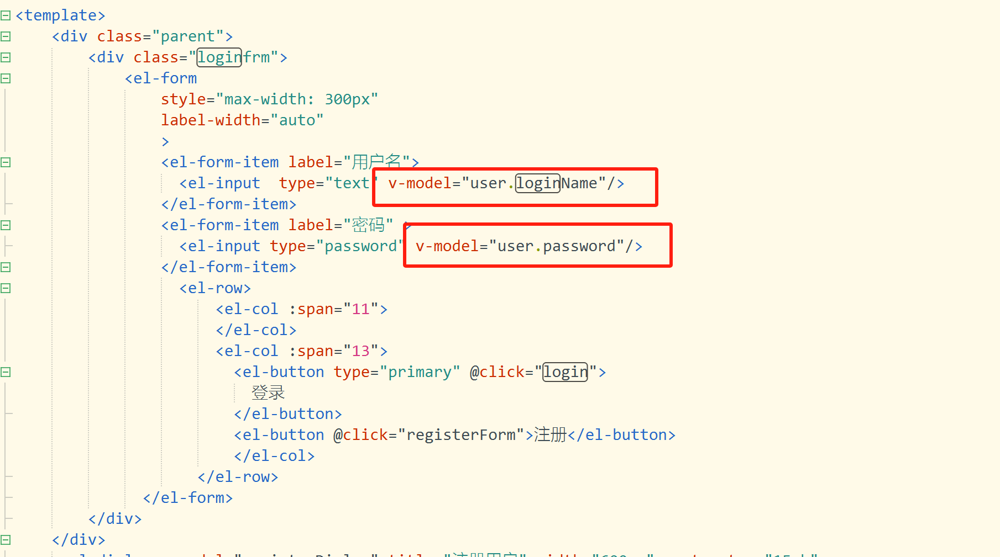 <template>
<div class="parent">
<div class="loginfrm">
<el-form
style="max-width: 300px"
label-width="auto"
>
<el-form-item label="用户名">
<el-input  type="text" v-model="user.loginName"/>
</el-form-item>
<el-form-item label="密码" >
<el-input type="password" v-model="user.password"/>
</el-form-item>
<el-row>
<el-col :span="11">
</el-col>
<el-col :span="13">
<el-button type="primary" @click="login">
登录
</el-button>
<el-button @click="registerForm">注册</el-button>
</el-col>
</el-row>
</el-form>
</div>
</div>